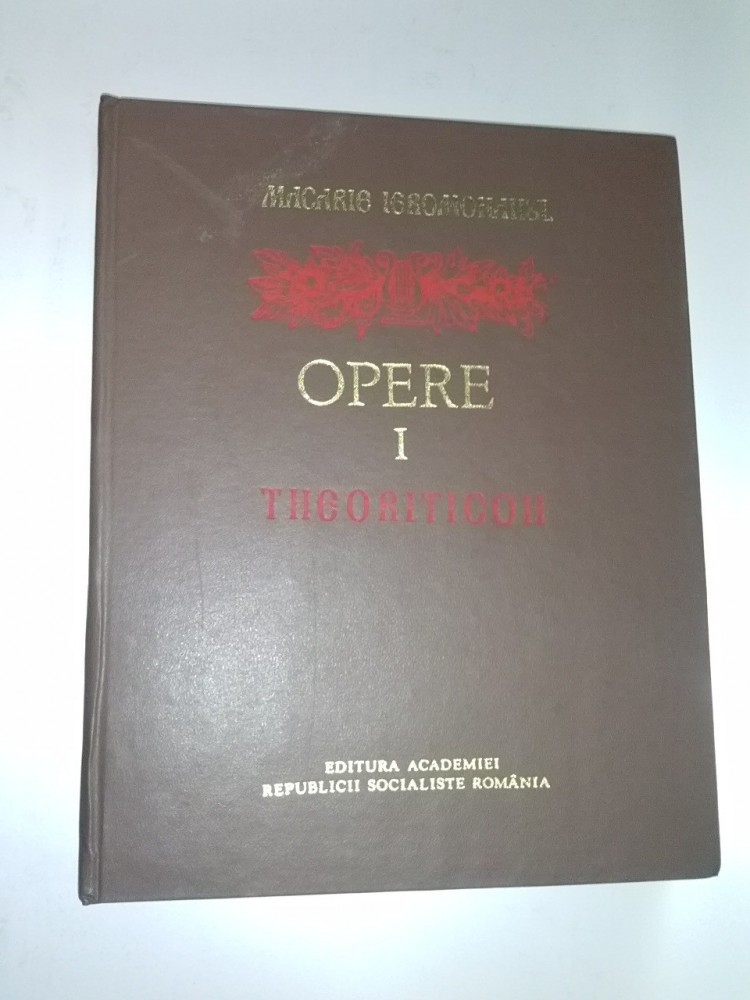 MACARIE IEROMONAHUL
OPERE
I
THEORITICON
EDITURA ACADEMIEI
REPUBLICII SOCIALISTE ROMÂNIA